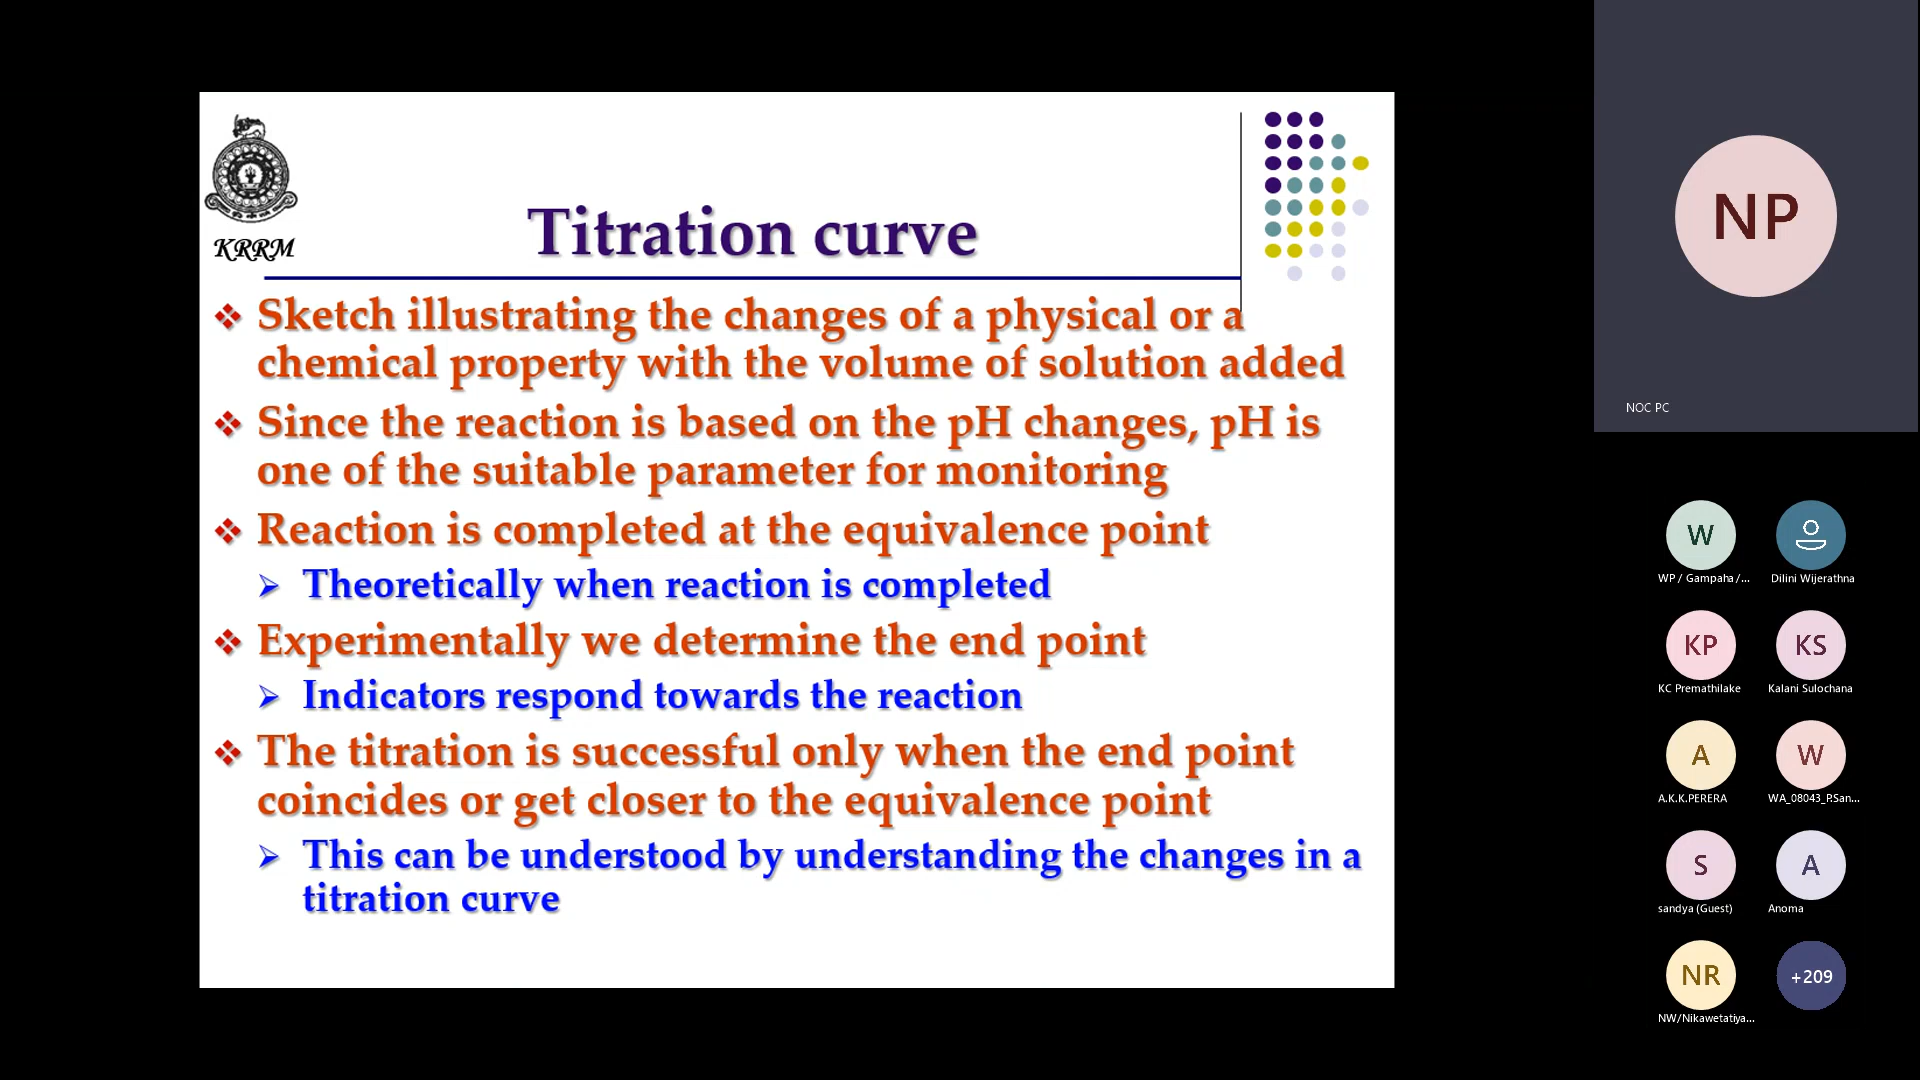 KRRM
Titration curve
Sketch illustrating the changes of a physical or a
chemical property with the volume of solution added
Since the reaction is based on the pH changes, pH is
one of the suitable parameter for monitoring
Reaction is completed at the equivalence point
Theoretically when reaction is completed
Experimentally we determine the end point
Indicators respond towards the reaction
The titration is successful only when the end point
coincides or get closer to the equivalence point
This can be understood by understanding the changes in a
titration curve
NP
NOC PC
W
WP / Gampaha /...
Dilini Wijerathna
KP
KS
KC Premathilake
Kalani Sulochana
A
W
A.K.K.PERERA
WA_08043_P.San...
S
A
sandya (Guest)
Anoma
NR
+209
NW/Nikawetatiya...